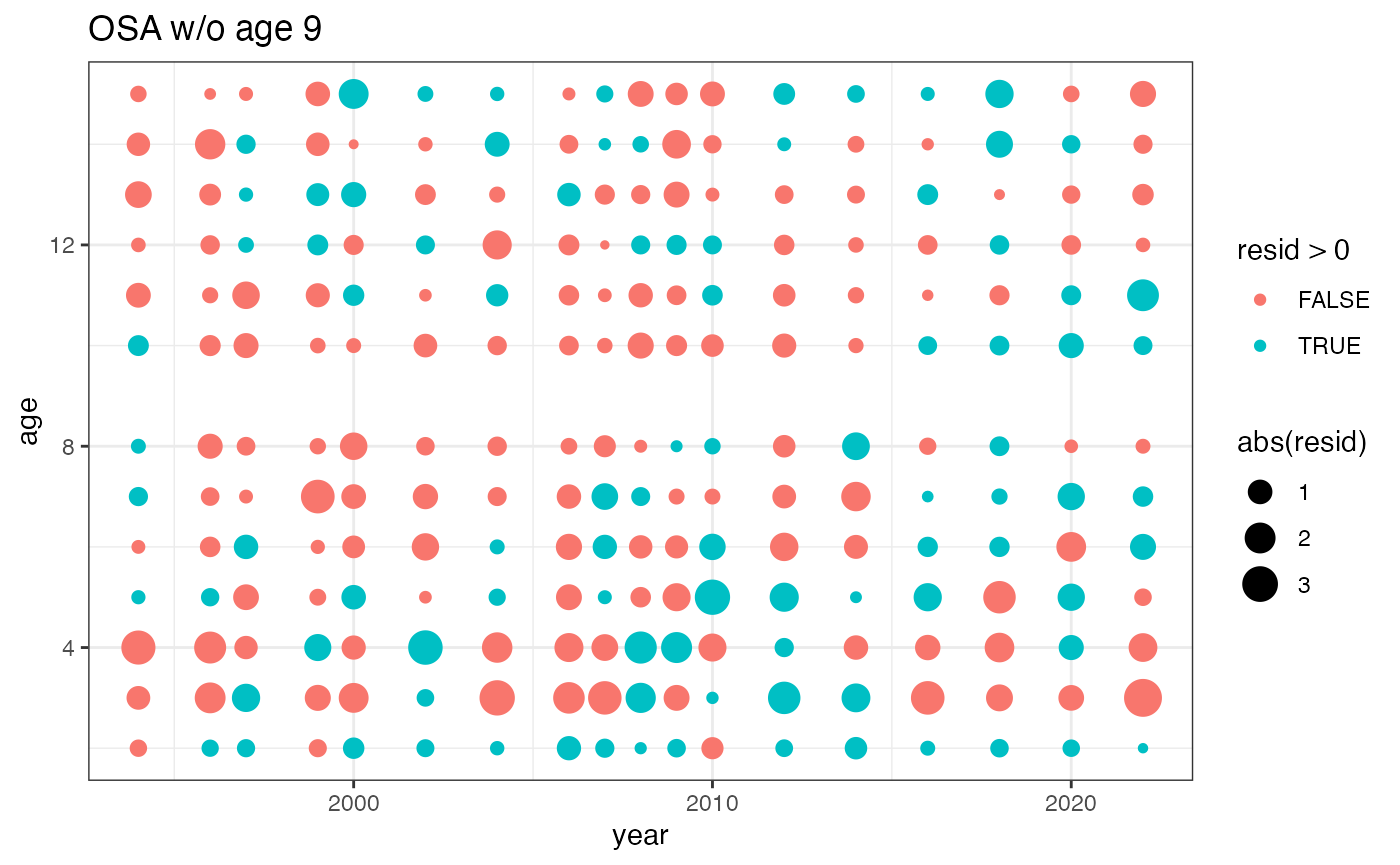 OSA w/o age 9
12
8
4
age
2000
2010
2020
year
resid > 0
FALSE
TRUE
abs(resid)
1
2
3